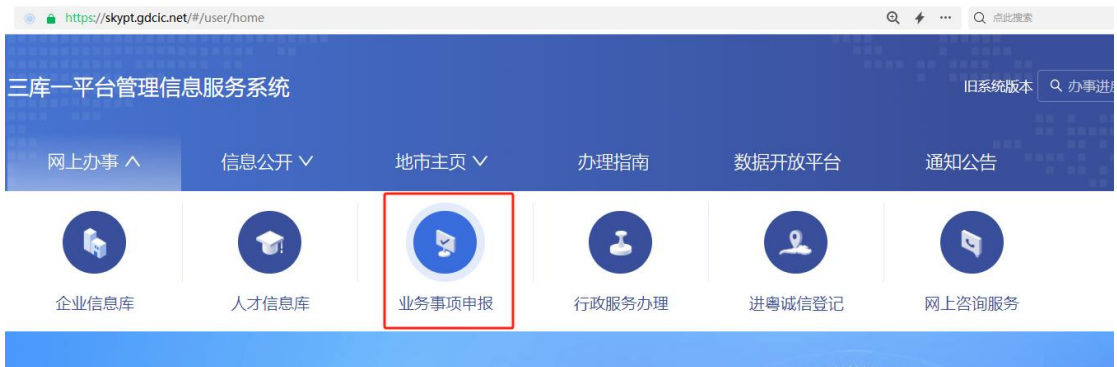 https://skypt.gdcic.net/#/user/home
点此搜索
三库一平台管理信息服务系统
旧系统版本
办事进度
网上办事
信息公开
地市主页
办理指南
数据开放平台
通知公告
企业信息库
人才信息库
业务事项申报
行政服务办理
进粤诚信登记
网上咨询服务